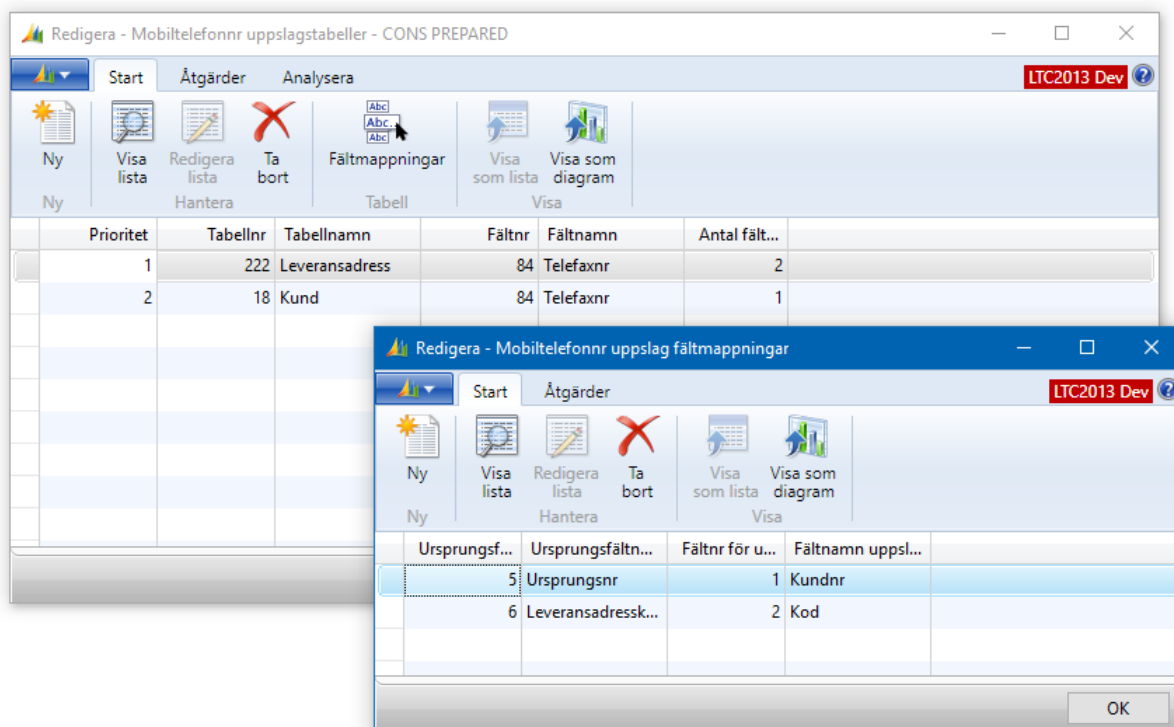 Redigera - Mobiltelefonnr uppslagstabeller - CONS PREPARED
Start Åtgärder Analysera LTC2013 Dev
Abc
Abc..
Abc
Ny Visa lista Redigera lista Ta bort Fältmappningar Visa som lista Visa som diagram
Ny Hantera Tabell Visa
Prioritet Tabellnr Tabellnamn Fältnr Fältnamn Antal fält...
1 222 Leveransadress 84 Telefaxnr 2
2 18 Kund 84 Telefaxnr 1
Redigera - Mobiltelefonnr uppslag fältmappningar
Start Åtgärder LTC2013 Dev
Ny Visa lista Redigera lista Ta bort Visa som lista Visa som diagram
Ny Hantera Visa
Ursprungsf... Ursprungsfältn... Fältnr för u... Fältnamn uppsl...
5 Ursprungsnr 1 Kundnr
6 Leveransadressk... 2 Kod
OK